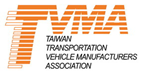 TVMA
TAIWAN
TRANSPORTATION
VEHICLE MANUFACTURERS
ASSOCIATION